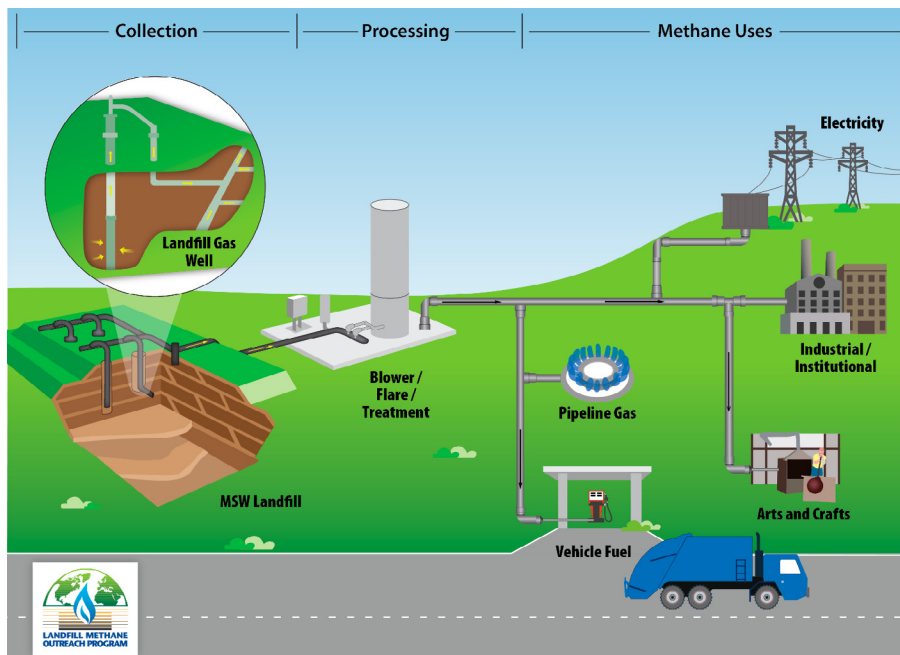 Collection
Processing
Methane Uses
Electricity
Landfill Gas
Well
Industrial /
Institutional
Blower /
Flare /
Treatment
Pipeline Gas
MSW Landfill
Arts and Crafts
Vehicle Fuel
LANDFILL METHANE
OUTREACH PROGRAM